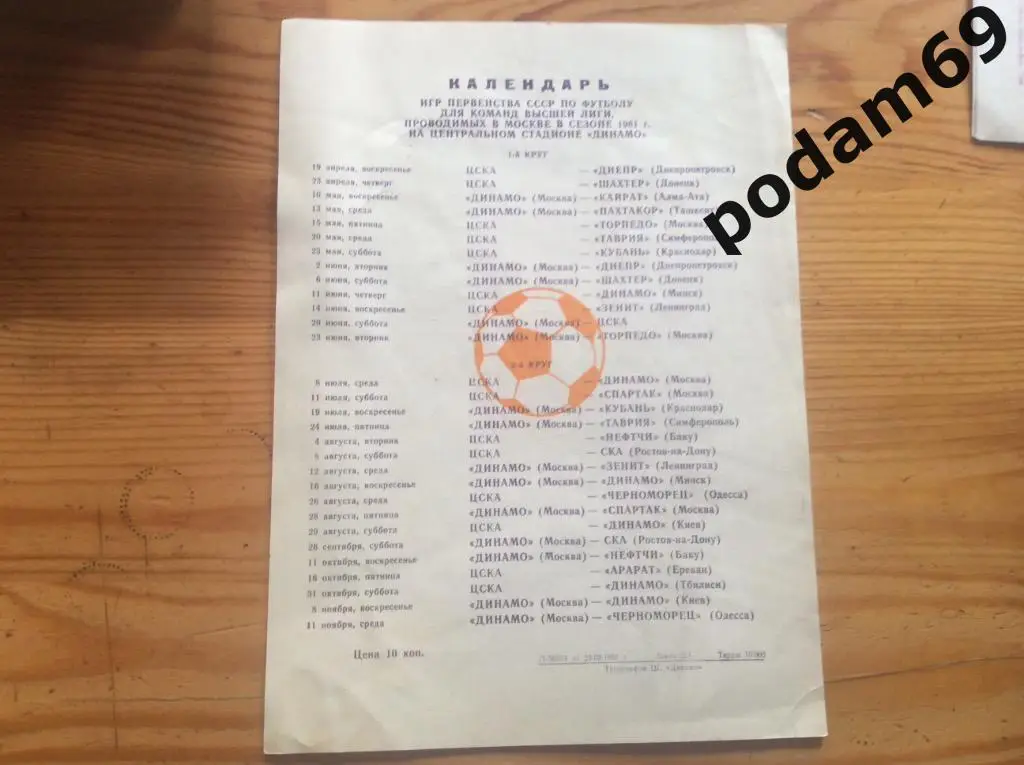 КАЛЕНДАРЬ
ИГР ПЕРВЕНСТВА СССР ПО ФУТБОЛУ
ДЛЯ КОМАНД ВЫСШЕЙ ЛИГИ,
ПРОВОДИМЫХ В МОСКВЕ В СЕЗОНЕ 1981 г.
НА ЦЕНТРАЛЬНОМ СТАДИОНЕ «ДИНАМО»
1-й КРУГ
19 апреля, воскресенье ЦСКА — «ДНЕПР» (Днепропетровск)
23 апреля, четверг ЦСКА — «ШАХТЕР» (Донецк)
10 мая, воскресенье «ДИНАМО» (Москва) — «КАЙРАТ» (Алма-Ата)
13 мая, среда «ДИНАМО» (Москва) — «ПАХТАКОР» (Ташкент)
15 мая, пятница ЦСКА — «ТОРПЕДО» (Москва)
20 мая, среда ЦСКА — «ТАВРИЯ» (Симферополь)
23 мая, суббота ЦСКА — «КУБАНЬ» (Краснодар)
2 июня, вторник «ДИНАМО» (Москва) — «ДНЕПР» (Днепропетровск)
6 июня, суббота «ДИНАМО» (Москва) — «ШАХТЕР» (Донецк)
11 июня, четверг ЦСКА — «ДИНАМО» (Минск)
14 июня, воскресенье ЦСКА — «ЗЕНИТ» (Ленинград)
20 июня, суббота «ДИНАМО» (Москва) — ЦСКА
23 июня, вторник «ДИНАМО» (Москва) — «ТОРПЕДО» (Москва)
2-й КРУГ
8 июля, среда ЦСКА — «ДИНАМО» (Москва)
11 июля, суббота ЦСКА — «СПАРТАК» (Москва)
19 июля, воскресенье «ДИНАМО» (Москва) — «КУБАНЬ» (Краснодар)
24 июля, пятница «ДИНАМО» (Москва) — «ТАВРИЯ» (Симферополь)
4 августа, вторник ЦСКА — «НЕФТЧИ» (Баку)
августа, суббота ЦСКА — СКА (Ростов-на-Дону)
12 августа, среда «ДИНАМО» (Москва) — «ЗЕНИТ» (Ленинград)
16 августа, воскресенье «ДИНАМО» (Москва) — «ДИНАМО» (Минск)
26 августа, среда ЦСКА — «ЧЕРНОМОРЕЦ» (Одесса)
28 августа, пятница «ДИНАМО» (Москва) — «СПАРТАК» (Москва)
29 августа, суббота ЦСКА — «ДИНАМО» (Киев)
26 сентября, суббота «ДИНАМО» (Москва) — СКА (Ростов-на-Дону)
11 октября, воскресенье «ДИНАМО» (Москва) — «НЕФТЧИ» (Баку)
16 октября, пятница ЦСКА — «АРАРАТ» (Ереван)
31 октября, суббота ЦСКА — «ДИНАМО» (Тбилиси)
8 ноября, воскресенье «ДИНАМО» (Москва) — «ДИНАМО» (Киев)
11 ноября, среда «ДИНАМО» (Москва) — «ЧЕРНОМОРЕЦ» (Одесса)
Цена 10 коп.
Тираж
Типография
podam69